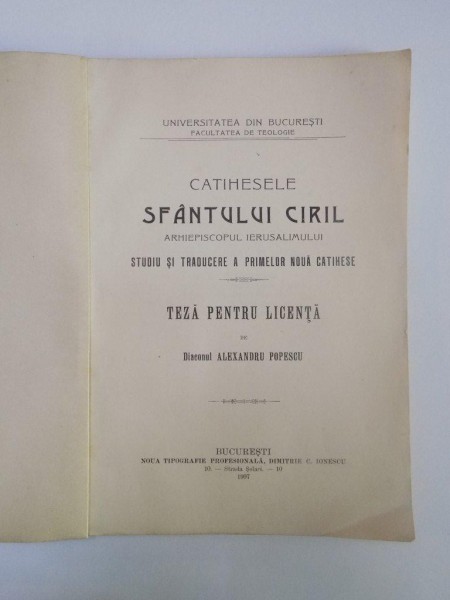 UNIVERSITATEA DIN BUCUREȘTI
FACULTATEA DE TEOLOGIE
CATIHESELE
SFÂNTULUI CIRIL
ARHIEPISCOPUL IERUSALIMULUI
STUDIU ȘI TRADUCERE A PRIMELOR NOUĂ CATIHESE
TEZĂ PENTRU LICENȚĂ
DE
Diaconul ALEXANDRU POPESCU
BUCUREȘTI
NOUA TIPOGRAFIE PROFESIONALĂ, DIMITRIE C. IONESCU
10. — Strada Șelari. — 10
1907